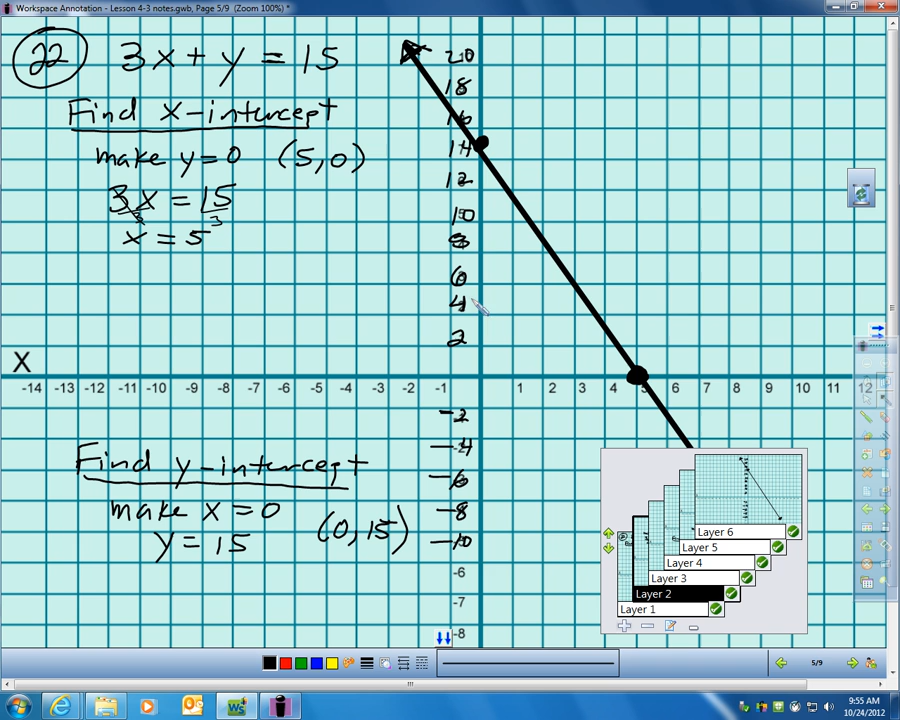 Workspace Annotation - Lesson 4-3 notes.gwb, Page 5/9 (Zoom 100%) *
22 3x + y = 15
Find x-intercept
make y=0 (5,0)
3x = 15
3 3
x = 5
20
18
16
14
12
10
8
6
4
2
X
-14 -13 -12 -11 -10 -9 -8 -7 -6 -5 -4 -3 -2 -1 1 2 3 4 5 6 7 8 9 10 11 12
-2
-4
-6
-8
-10
-6
-7
-8
Find y-intercept
make x = 0
y = 15 (0,15)
Layer 6
Layer 5
Layer 4
Layer 3
Layer 2
Layer 1
5/9
9:55 AM
10/24/2012